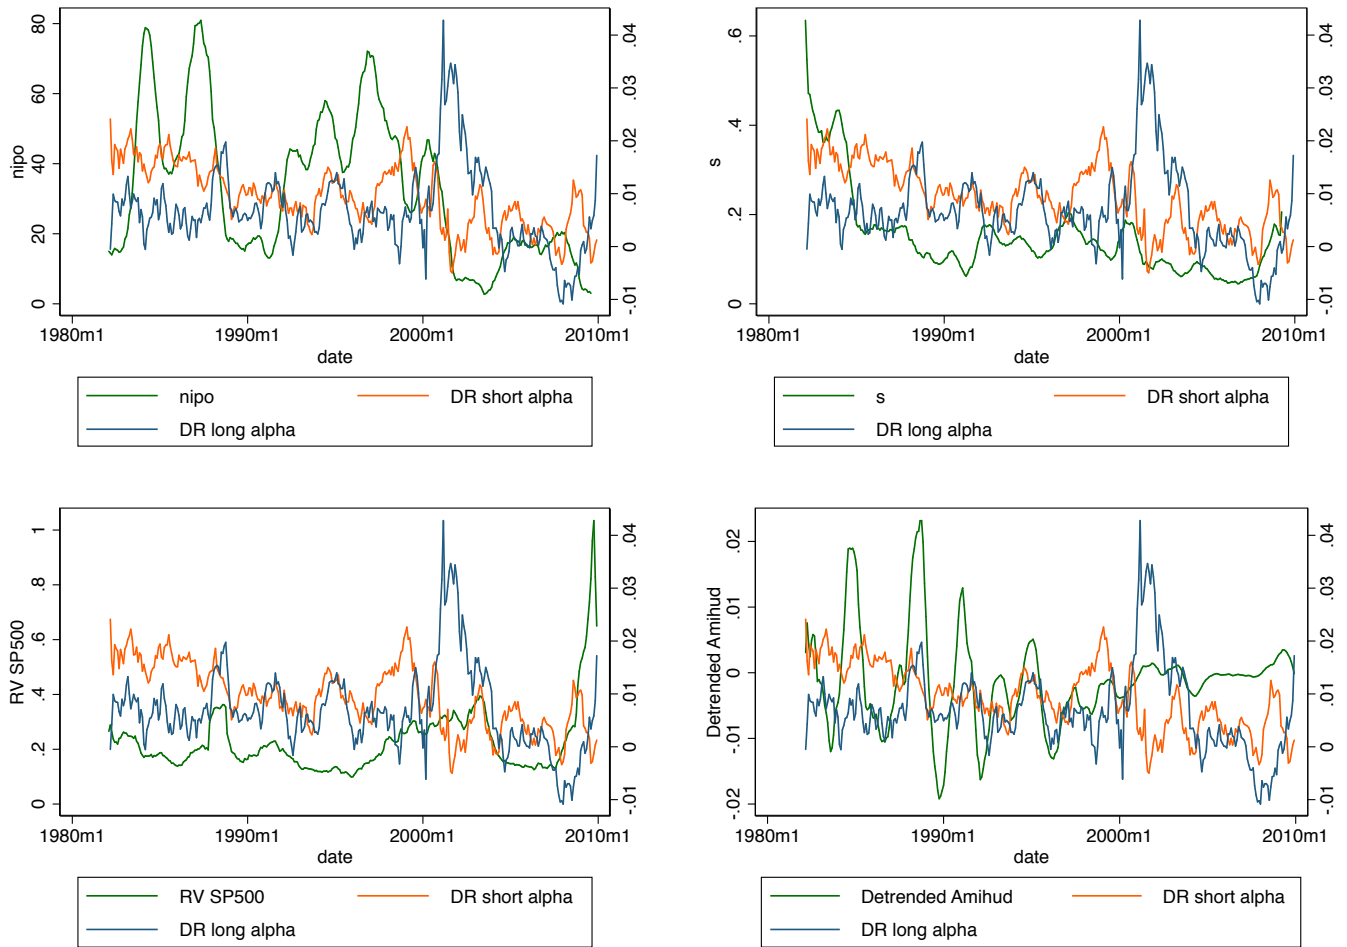 nipo
0 20 40 60 80
-.01 0 .01 .02 .03 .04
1980m1 1990m1 2000m1 2010m1
date
nipo DR short alpha
DR long alpha
s
0 .2 .4 .6
-.01 0 .01 .02 .03 .04
1980m1 1990m1 2000m1 2010m1
date
s DR short alpha
DR long alpha
RV SP500
0 .2 .4 .6 .8 1
-.01 0 .01 .02 .03 .04
1980m1 1990m1 2000m1 2010m1
date
RV SP500 DR short alpha
DR long alpha
Detrended Amihud
-.02 -.01 0 .01 .02
-.01 0 .01 .02 .03 .04
1980m1 1990m1 2000m1 2010m1
date
Detrended Amihud DR short alpha
DR long alpha